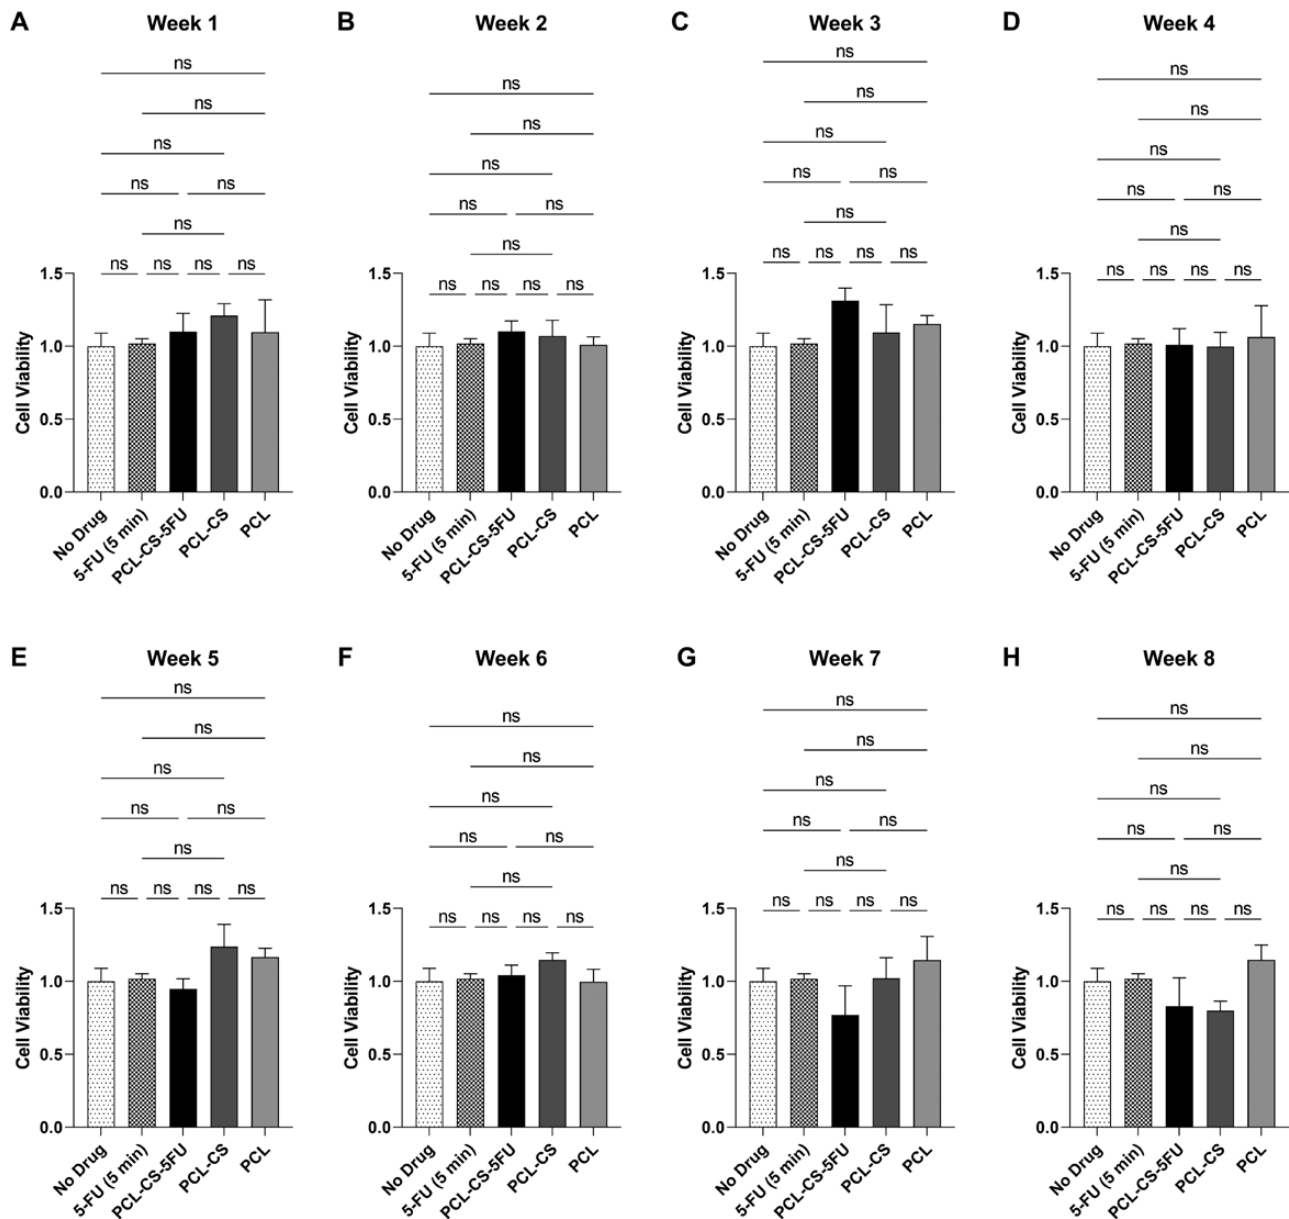 A Week 1
ns
ns
ns
ns ns
ns
ns ns ns ns
1.5
1.0
0.5
0.0
Cell Viability
No Drug
5-FU (5 min)
PCL-CS-5FU
PCL-CS
PCL
B Week 2
ns
ns
ns
ns ns
ns
ns ns ns ns
1.5
1.0
0.5
0.0
Cell Viability
No Drug
5-FU (5 min)
PCL-CS-5FU
PCL-CS
PCL
C Week 3
ns
ns
ns
ns ns
ns
ns ns ns ns
1.5
1.0
0.5
0.0
Cell Viability
No Drug
5-FU (5 min)
PCL-CS-5FU
PCL-CS
PCL
D Week 4
ns
ns
ns
ns ns
ns
ns ns ns ns
1.5
1.0
0.5
0.0
Cell Viability
No Drug
5-FU (5 min)
PCL-CS-5FU
PCL-CS
PCL
E Week 5
ns
ns
ns
ns ns
ns
ns ns ns ns
1.5
1.0
0.5
0.0
Cell Viability
No Drug
5-FU (5 min)
PCL-CS-5FU
PCL-CS
PCL
F Week 6
ns
ns
ns
ns ns
ns
ns ns ns ns
1.5
1.0
0.5
0.0
Cell Viability
No Drug
5-FU (5 min)
PCL-CS-5FU
PCL-CS
PCL
G Week 7
ns
ns
ns
ns ns
ns
ns ns ns ns
1.5
1.0
0.5
0.0
Cell Viability
No Drug
5-FU (5 min)
PCL-CS-5FU
PCL-CS
PCL
H Week 8
ns
ns
ns
ns ns
ns
ns ns ns ns
1.5
1.0
0.5
0.0
Cell Viability
No Drug
5-FU (5 min)
PCL-CS-5FU
PCL-CS
PCL